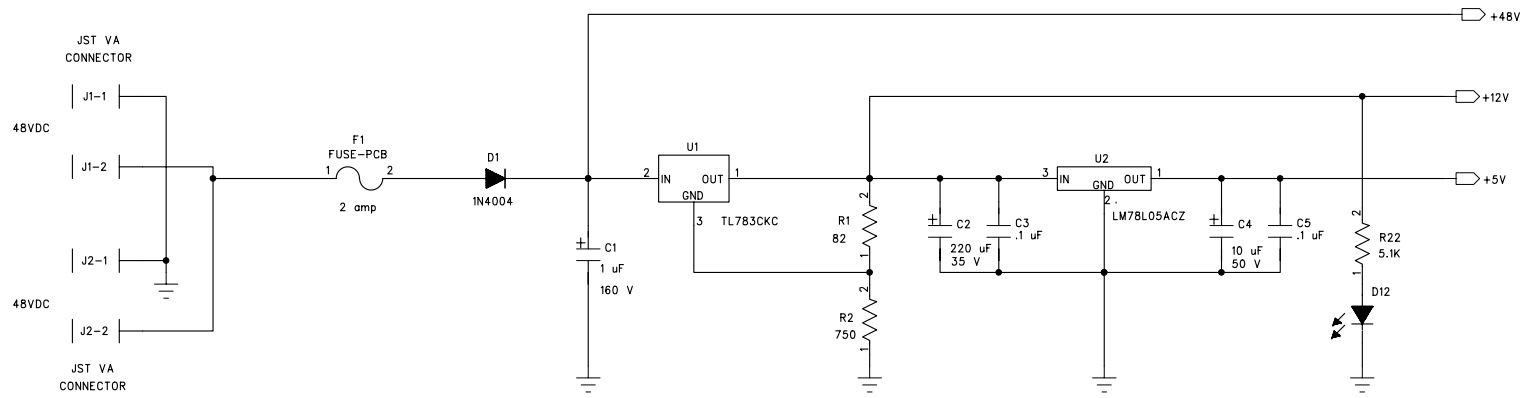 JST VA
CONNECTOR
J1-1
48VDC
J1-2
J2-1
48VDC
J2-2
JST VA
CONNECTOR
F1
FUSE-PCB
1
2
2 amp
D1
1N4004
C1
+
1 uF
160 V
U1
2
IN
OUT
1
GND
3
TL783CKC
2
R1
82
1
2
R2
750
1
+
C2
220 uF
35 V
C3
.1 uF
U2
3
IN
OUT
1
GND
2.
LM78L05ACZ
+
C4
10 uF
50 V
C5
.1 uF
2
R22
5.1K
1
D12
+48V
+12V
+5V